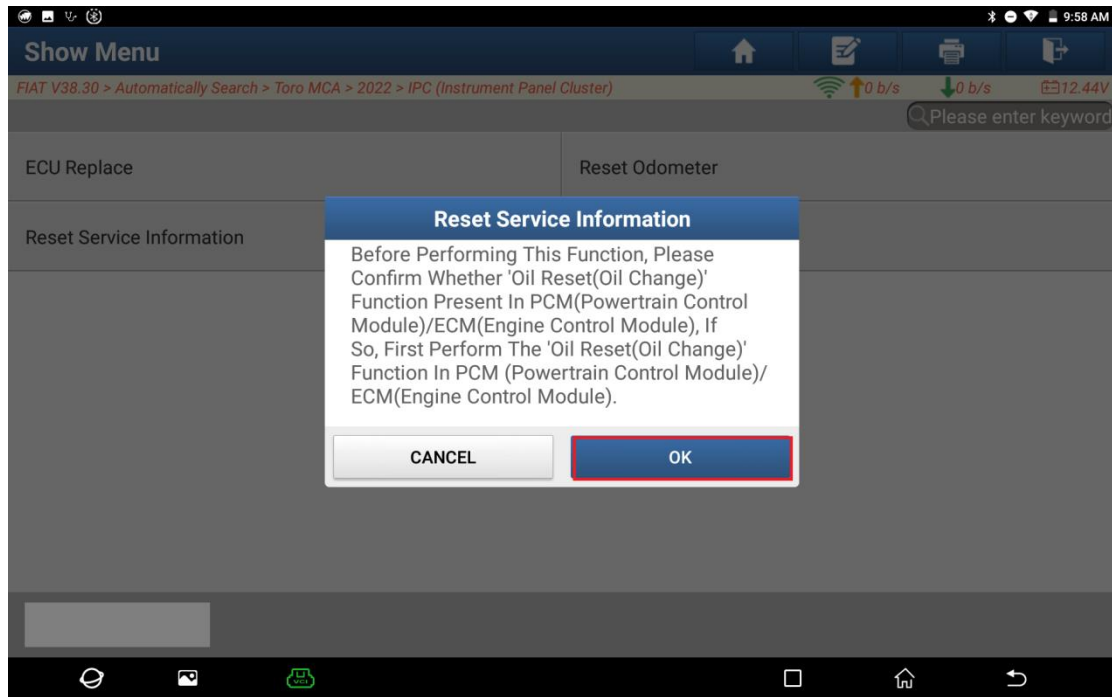 9:58 AM
Show Menu
FIAT V38.30 > Automatically Search > Toro MCA > 2022 > IPC (Instrument Panel Cluster)
0 b/s
0 b/s
12.44V
Please enter keyword
ECU Replace
Reset Odometer
Reset Service Information
Reset Service Information
Before Performing This Function, Please
Confirm Whether 'Oil Reset(Oil Change)'
Function Present In PCM(Powertrain Control
Module)/ECM(Engine Control Module), If
So, First Perform The 'Oil Reset(Oil Change)'
Function In PCM (Powertrain Control Module)/
ECM(Engine Control Module).
CANCEL
OK
VCI